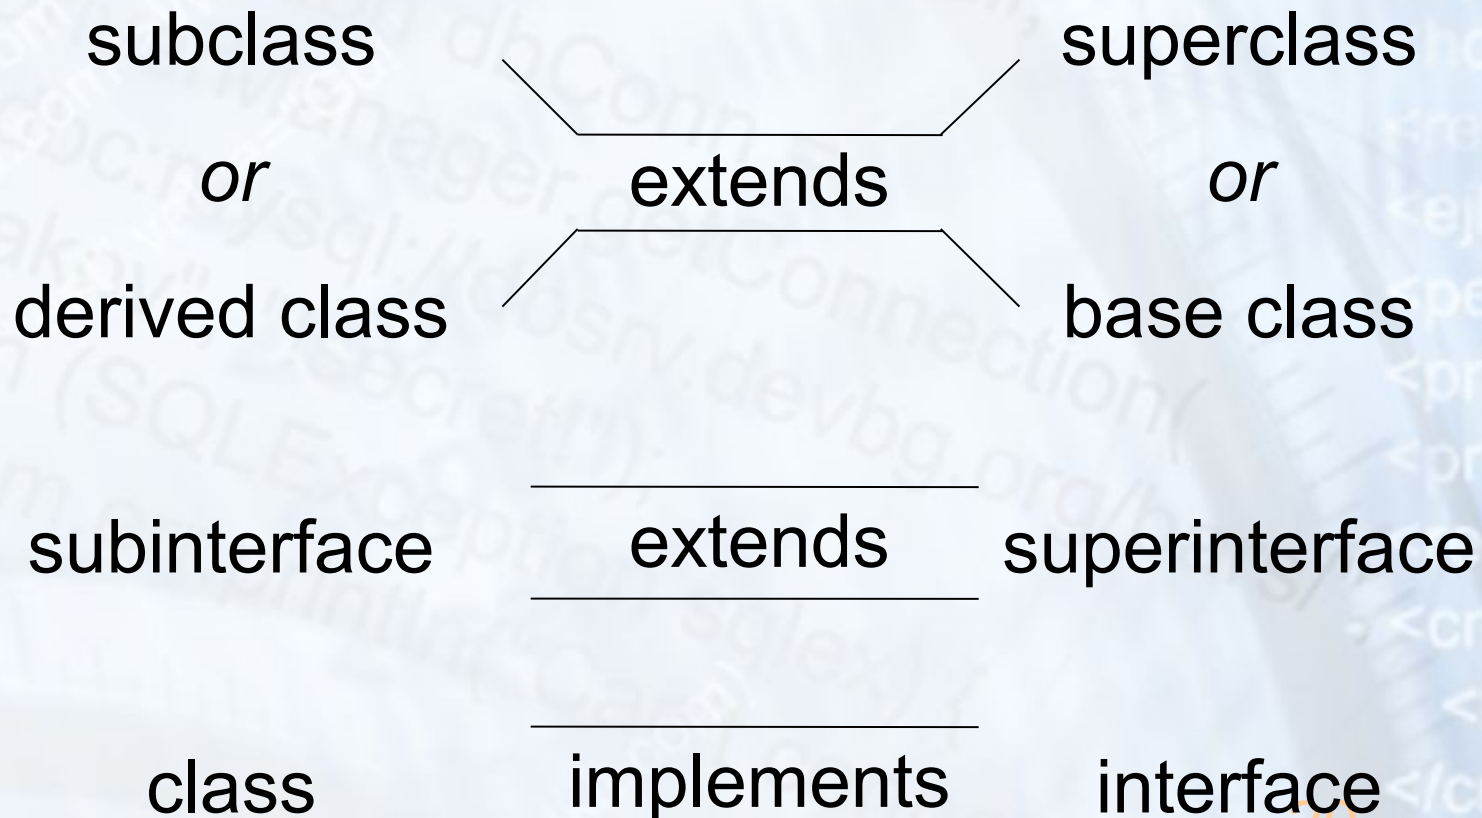 subclass superclass
or extends or
derived class base class
subinterface extends superinterface
class implements interface